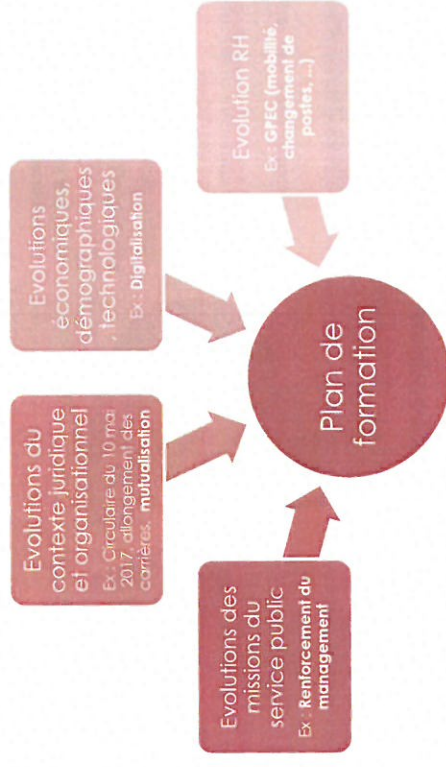 Evolutions des
missions du
service public
Ex : Renforcement du
management
Evolutions du
contexte juridique
et organisationnel
Ex : Circulaire du 10 mai
2017, allongement des
carrières, mutualisation
Evolutions
économiques,
démographiques
, technologiques
Ex : Digitalisation
Evolution RH
Ex : GPEC (mobilité,
changement de
postes, ...)
Plan de
formation